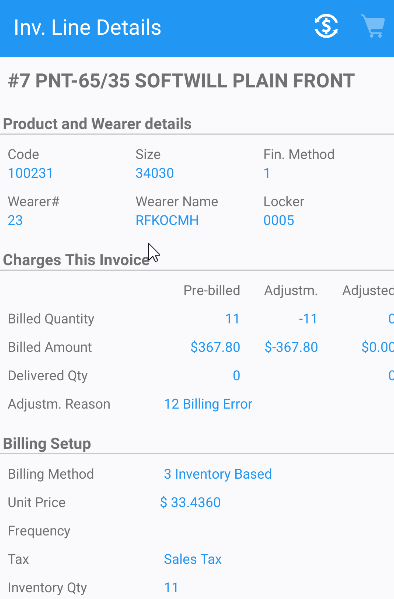 Inv. Line Details
#7 PNT-65/35 SOFTWILL PLAIN FRONT
Product and Wearer details
Code Size Fin. Method
100231 34030 1
Wearer# Wearer Name Locker
23 RFKOCMH 0005
Charges This Invoice
Pre-billed Adjustm. Adjusted
Billed Quantity 11 -11 0
Billed Amount $367.80 $-367.80 $0.00
Delivered Qty 0 0
Adjustm. Reason 12 Billing Error
Billing Setup
Billing Method 3 Inventory Based
Unit Price $ 33.4360
Frequency
Tax Sales Tax
Inventory Qty 11